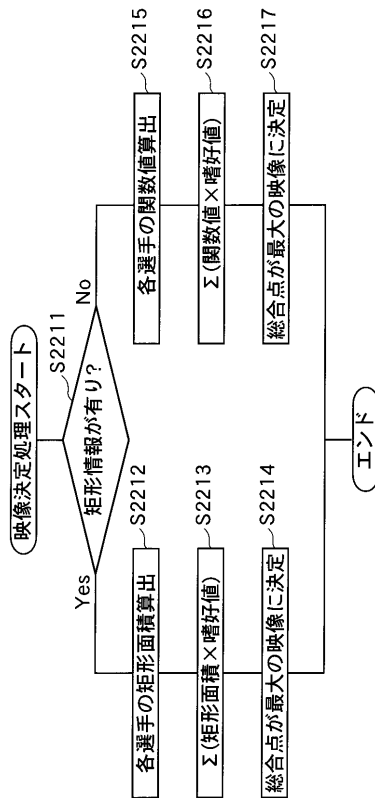 映像決定処理スタート
S2211
矩形情報が有り?
Yes
No
S2212
各選手の矩形面積算出
S2213
Σ(矩形面積×嗜好値)
S2214
総合点が最大の映像に決定
S2215
各選手の関数値算出
S2216
Σ(関数値×嗜好値)
S2217
総合点が最大の映像に決定
エンド